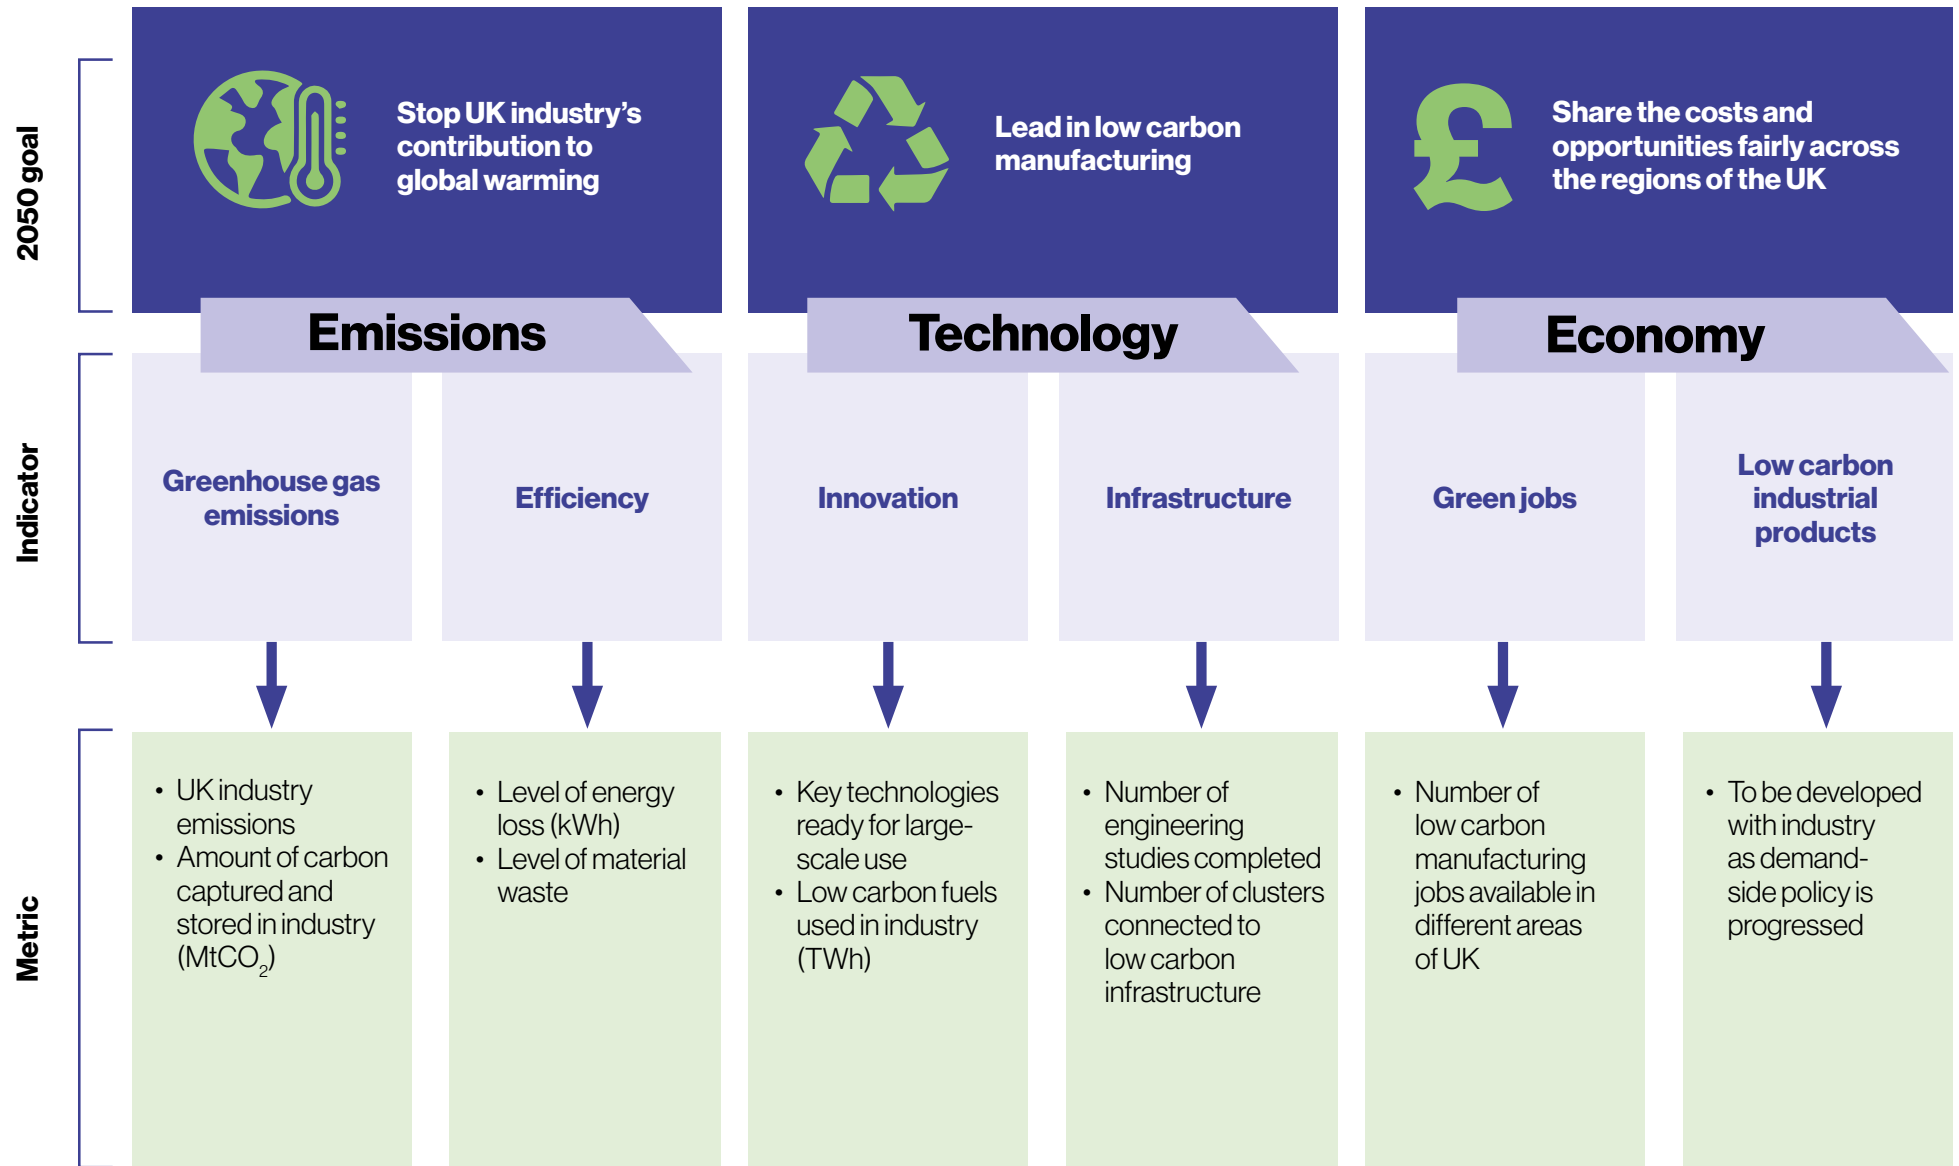 2050 goal
Stop UK industry's
contribution to
global warming
Lead in low carbon
manufacturing
Share the costs and
opportunities fairly across
the regions of the UK
Emissions
Technology
Economy
Indicator
Greenhouse gas
emissions
Efficiency
Innovation
Infrastructure
Green jobs
Low carbon
industrial
products
Metric
• UK industry
emissions
• Amount of carbon
captured and
stored in industry
(MtCO₂)
• Level of energy
loss (kWh)
• Level of material
waste
• Key technologies
ready for large-
scale use
• Low carbon fuels
used in industry
(TWh)
• Number of
engineering
studies completed
• Number of clusters
connected to
low carbon
infrastructure
• Number of
low carbon
manufacturing
jobs available in
different areas
of UK
• To be developed
with industry
as demand-
side policy is
progressed